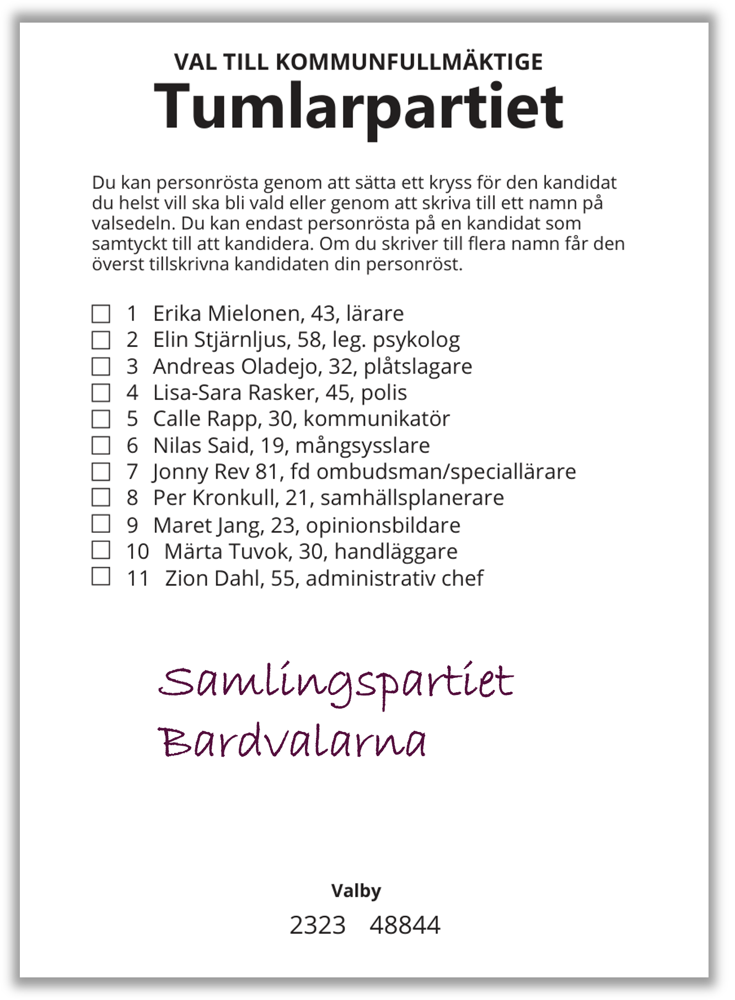 VAL TILL KOMMUNFULLMÄKTIGE
Tumlarpartiet
Du kan personrösta genom att sätta ett kryss för den kandidat
du helst vill ska bli vald eller genom att skriva till ett namn på
valsedeln. Du kan endast personrösta på en kandidat som
samtyckt till att kandidera. Om du skriver till flera namn får den
överst tillskrivna kandidaten din personröst.
1 Erika Mielonen, 43, lärare
2 Elin Stjärnljus, 58, leg. psykolog
3 Andreas Oladejo, 32, plåtslagare
4 Lisa-Sara Rasker, 45, polis
5 Calle Rapp, 30, kommunikatör
6 Nilas Said, 19, mångsysslare
7 Jonny Rev 81, fd ombudsman/speciallärare
8 Per Kronkull, 21, samhällsplanerare
9 Maret Jang, 23, opinionsbildare
10 Märta Tuvok, 30, handläggare
11 Zion Dahl, 55, administrativ chef
Samlingspartiet
Bardvalarna
Valby
2323 48844